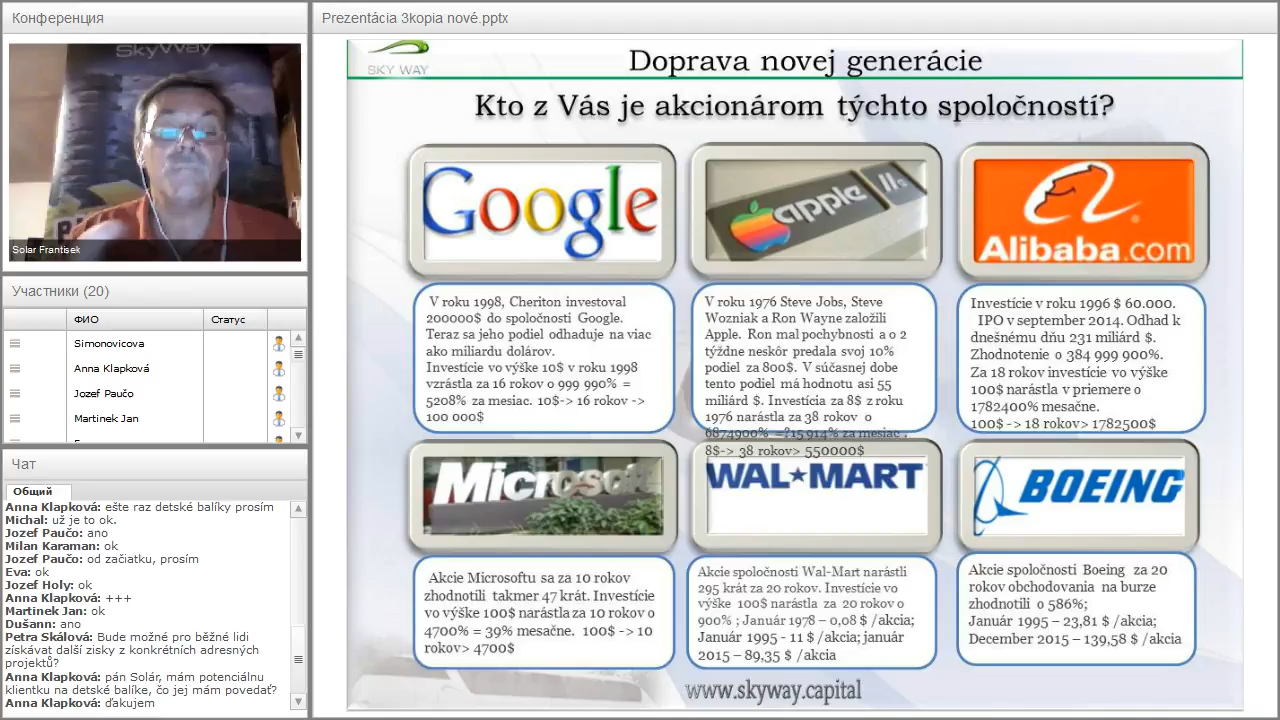 Конференция
SkyWay
Solar Frantisek
Участники (20)
ФИО
Статус
Simonovicova
Anna Klapková
Jozef Paučo
Martinek Jan
Чат
Общий
Anna Klapková: ešte raz detské balíky prosím
Michal: už je to ok.
Jozef Paučo: ano
Milan Karaman: ok
Jozef Paučo: od začiatku, prosím
Eva: ok
Jozef Holy: ok
Anna Klapková: +++
Martinek Jan: ok
Dušann: ano
Petra Skálová: Bude možné pro běžné lidi
získávat další zisky z konkrétních adresných
projektů?
Anna Klapková: pán Solár, mám potenciálnu
klientku na detské balíke, čo jej mám povedať?
Anna Klapková: ďakujem
Prezentácia 3kopia nové.pptx
SKY WAY
Doprava novej generácie
Kto z Vás je akcionárom týchto spoločností?
Google
V roku 1998, Cheriton investoval
200000$ do spoločnosti Google.
Teraz sa jeho podiel odhaduje na viac
ako miliardu dolárov.
Investície vo výške 10$ v roku 1998
vzrástla za 16 rokov o 999 990% =
5208% za mesiac. 10$-> 16 rokov ->
100 000$
apple
V roku 1976 Steve Jobs, Steve
Wozniak a Ron Wayne založili
Apple. Ron mal pochybnosti a o 2
týždne neskór predala svoj 10%
podiel za 800$. V súčasnej dobe
tento podiel má hodnotu asi 55
miliárd $. Investícia za 8$ z roku
1976 narástla za 38 rokov o
6874900% =?15 914% za mesiac .
8$-> 38 rokov> 550000$
Alibaba.com
Investície v roku 1996 $ 60.000.
IPO v september 2014. Odhad k
dnešnému dňu 231 miliárd $.
Zhodnotenie o 384 999 900%.
Za 18 rokov investície vo výške
100$ narástla v priemere o
1782400% mesačne.
100$ -> 18 rokov> 1782500$
Microsoft
Akcie Microsoftu sa za 10 rokov
zhodnotili takmer 47 krát. Investície
vo výške 100$ narástla za 10 rokov o
4700% = 39% mesačne. 100$ -> 10
rokov> 4700$
WAL★MART
Akcie spoločnosti Wal-Mart narástli
295 krát za 20 rokov. Investície vo
výške 100$ narástla za 20 rokov o
900% ; Január 1978 – 0,08 $ /akcia;
Január 1995 - 11 $ /akcia; január
2015 – 89,35 $ /akcia
BOEING
Akcie spoločnosti Boeing za 20
rokov obchodovania na burze
zhodnotili o 586%;
Január 1995 – 23,81 $ /akcia;
December 2015 – 139,58 $ /akcia
www.skyway.capital